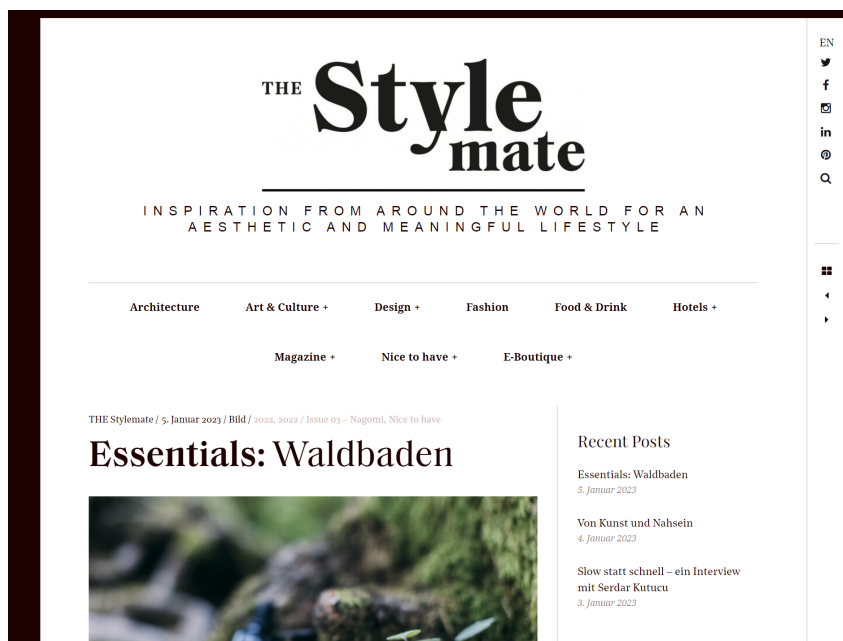 EN
THE Style
mate
INSPIRATION FROM AROUND THE WORLD FOR AN
AESTHETIC AND MEANINGFUL LIFESTYLE
Architecture Art & Culture + Design + Fashion Food & Drink Hotels +
Magazine + Nice to have + E-Boutique +
THE Stylemate / 5. Januar 2023 / Bild / 2022, 2022 / Issue 03 – Nagomi, Nice to have
Essentials: Waldbaden
Recent Posts
Essentials: Waldbaden
5. Januar 2023
Von Kunst und Nahsein
4. Januar 2023
Slow statt schnell – ein Interview
mit Serdar Kutucu
3. Januar 2023